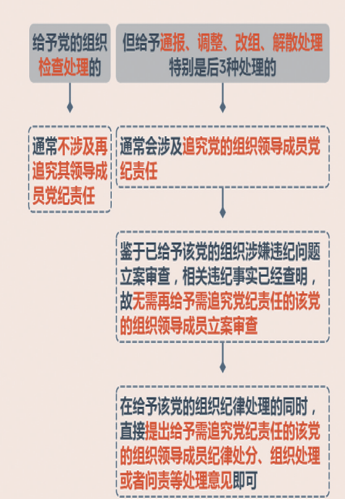 给予党的组织
检查处理的
但给予通报、调整、改组、解散处理
特别是后3种处理的
通常不涉及再
追究其领导成
员党纪责任
通常会涉及追究党的组织领导成员党
纪责任
鉴于已给予该党的组织涉嫌违纪问题
立案审查，相关违纪事实已经查明，
故无需再给予需追究党纪责任的该党
的组织领导成员立案审查
在给予该党的组织纪律处理的同时，
直接提出给予需追究党纪责任的该党
的组织领导成员纪律处分、组织处理
或者问责等处理意见即可